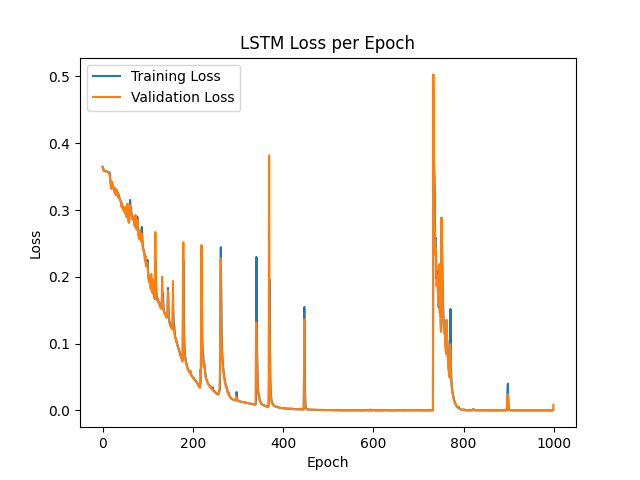 LSTM Loss per Epoch
Training Loss
Validation Loss
Loss
0.5
0.4
0.3
0.2
0.1
0.0
0 200 400 600 800 1000
Epoch